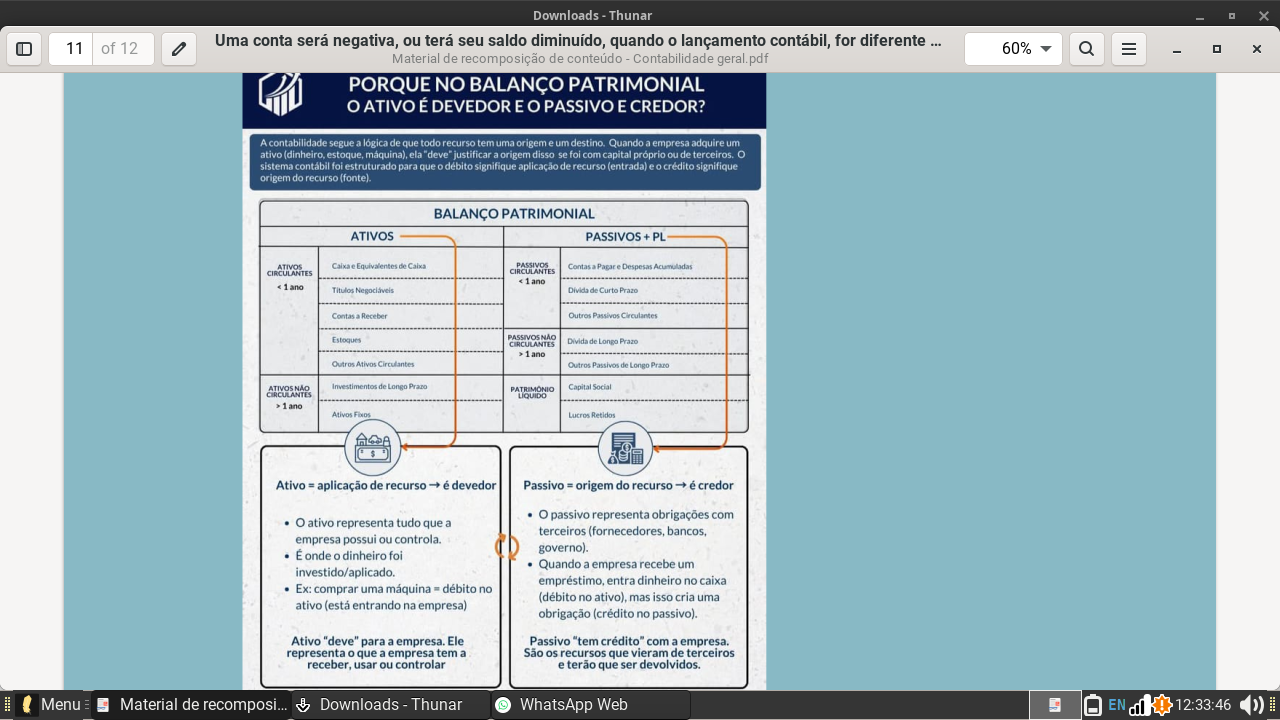 Downloads - Thunar
11
of 12
Uma conta será negativa, ou terá seu saldo diminuído, quando o lançamento contábil, for diferente ...
Material de recomposição de conteúdo - Contabilidade geral.pdf
60%
PORQUE NO BALANÇO PATRIMONIAL
O ATIVO É DEVEDOR E O PASSIVO E CREDOR?
A contabilidade segue a lógica de que todo recurso tem uma origem e um destino. Quando a empresa adquire um
ativo (dinheiro, estoque, máquina), ela "deve" justificar a origem disso se foi com capital próprio ou de terceiros. O
sistema contábil foi estruturado para que o débito signifique aplicação de recurso (entrada) e o crédito signifique
origem do recurso (fonte).
BALANÇO PATRIMONIAL
ATIVOS
PASSIVOS + PL
ATIVOS
CIRCULANTES
< 1 ano
Caixa e Equivalentes de Caixa
Títulos Negociáveis
Contas a Receber
Estoques
Outros Ativos Circulantes
ATIVOS NÃO
CIRCULANTES
> 1 ano
Investimentos de Longo Prazo
Ativos Fixos
PASSIVOS
CIRCULANTES
< 1 ano
Contas a Pagar e Despesas Acumuladas
Dívida de Curto Prazo
Outros Passivos Circulantes
PASSIVOS NÃO
CIRCULANTES
> 1 ano
Dívida de Longo Prazo
Outros Passivos de Longo Prazo
PATRIMÔNIO
LÍQUIDO
Capital Social
Lucros Retidos
Ativo = aplicação de recurso → é devedor
• O ativo representa tudo que a
empresa possui ou controla.
• É onde o dinheiro foi
investido/aplicado.
• Ex: comprar uma máquina = débito no
ativo (está entrando na empresa)
Ativo "deve" para a empresa. Ele
representa o que a empresa tem a
receber, usar ou controlar
Passivo = origem do recurso → é credor
• O passivo representa obrigações com
terceiros (fornecedores, bancos,
governo).
• Quando a empresa recebe um
empréstimo, entra dinheiro no caixa
(débito no ativo), mas isso cria uma
obrigação (crédito no passivo).
Passivo "tem crédito" com a empresa.
São os recursos que vieram de terceiros
e terão que ser devolvidos.
Menu
Material de recomposi...
Downloads - Thunar
WhatsApp Web
EN
12:33:46